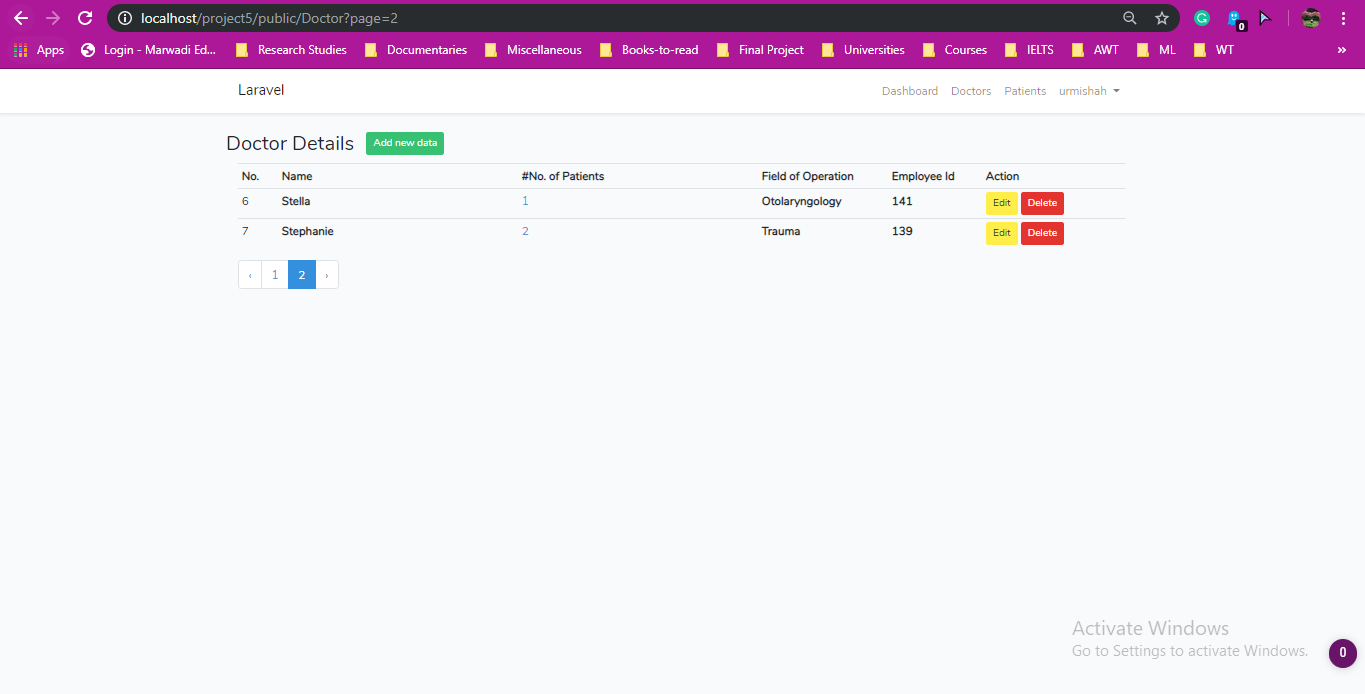 localhost/project5/public/Doctor?page=2
0
Apps Login - Marwadi Ed... Research Studies Documentaries Miscellaneous Books-to-read Final Project Universities Courses IELTS AWT ML WT »
Laravel Dashboard Doctors Patients urmishah
Doctor Details Add new data
No. Name #No. of Patients Field of Operation Employee Id Action
6 Stella 1 Otolaryngology 141 Edit Delete
7 Stephanie 2 Trauma 139 Edit Delete
‹ 1 2 ›
Activate Windows
Go to Settings to activate Windows.
0